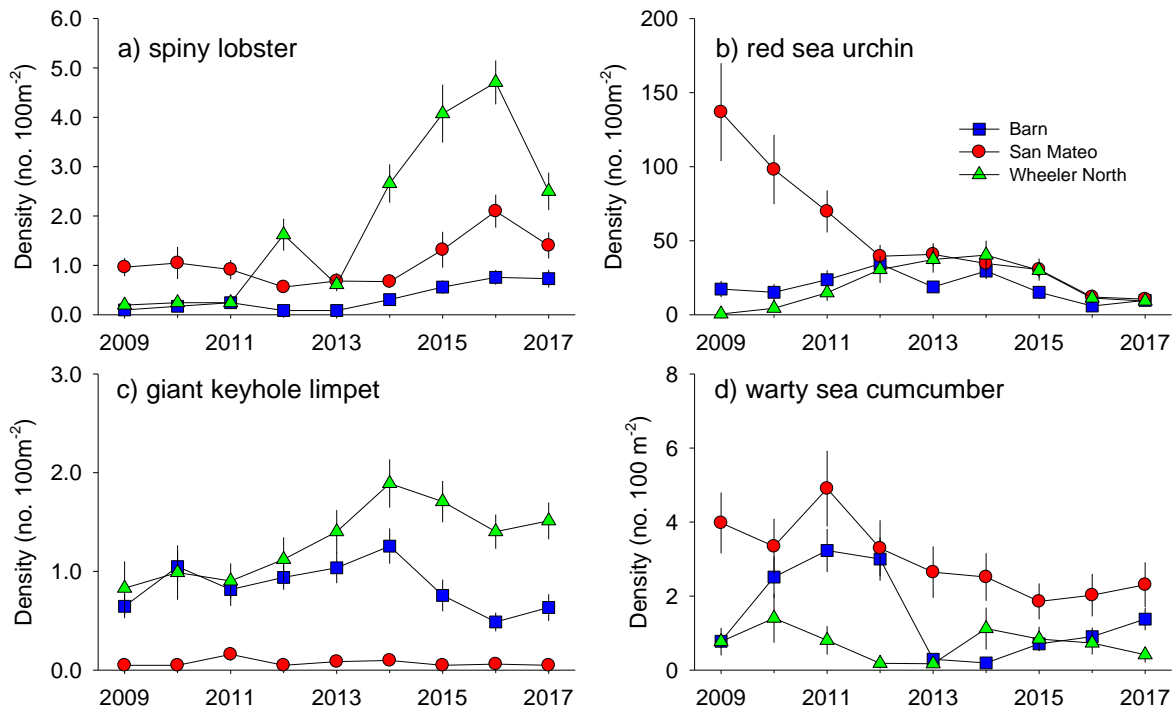 a) spiny lobster
Density (no. 100m-2)
6.0
5.0
4.0
3.0
2.0
1.0
0.0
2009 2011 2013 2015 2017
b) red sea urchin
Density (no. 100m-2)
200
150
100
50
0
Barn
San Mateo
Wheeler North
2009 2011 2013 2015 2017
c) giant keyhole limpet
Density (no. 100m-2)
3.0
2.0
1.0
0.0
2009 2011 2013 2015 2017
d) warty sea cumcumber
Density (no. 100 m-2)
8
6
4
2
0
2009 2011 2013 2015 2017